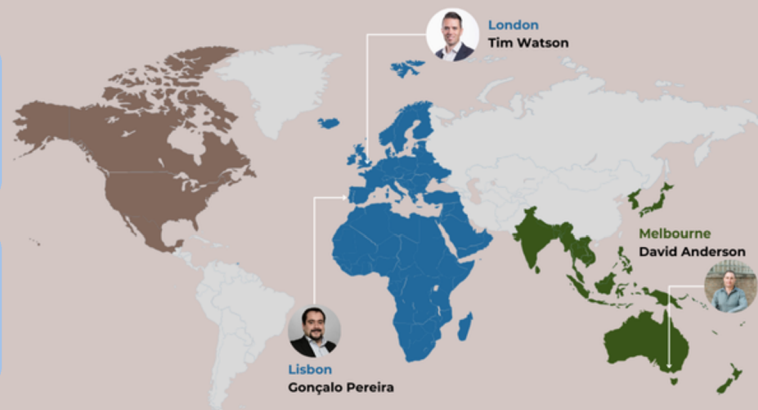 London
Tim Watson
Melbourne
David Anderson
Lisbon
Gonçalo Pereira